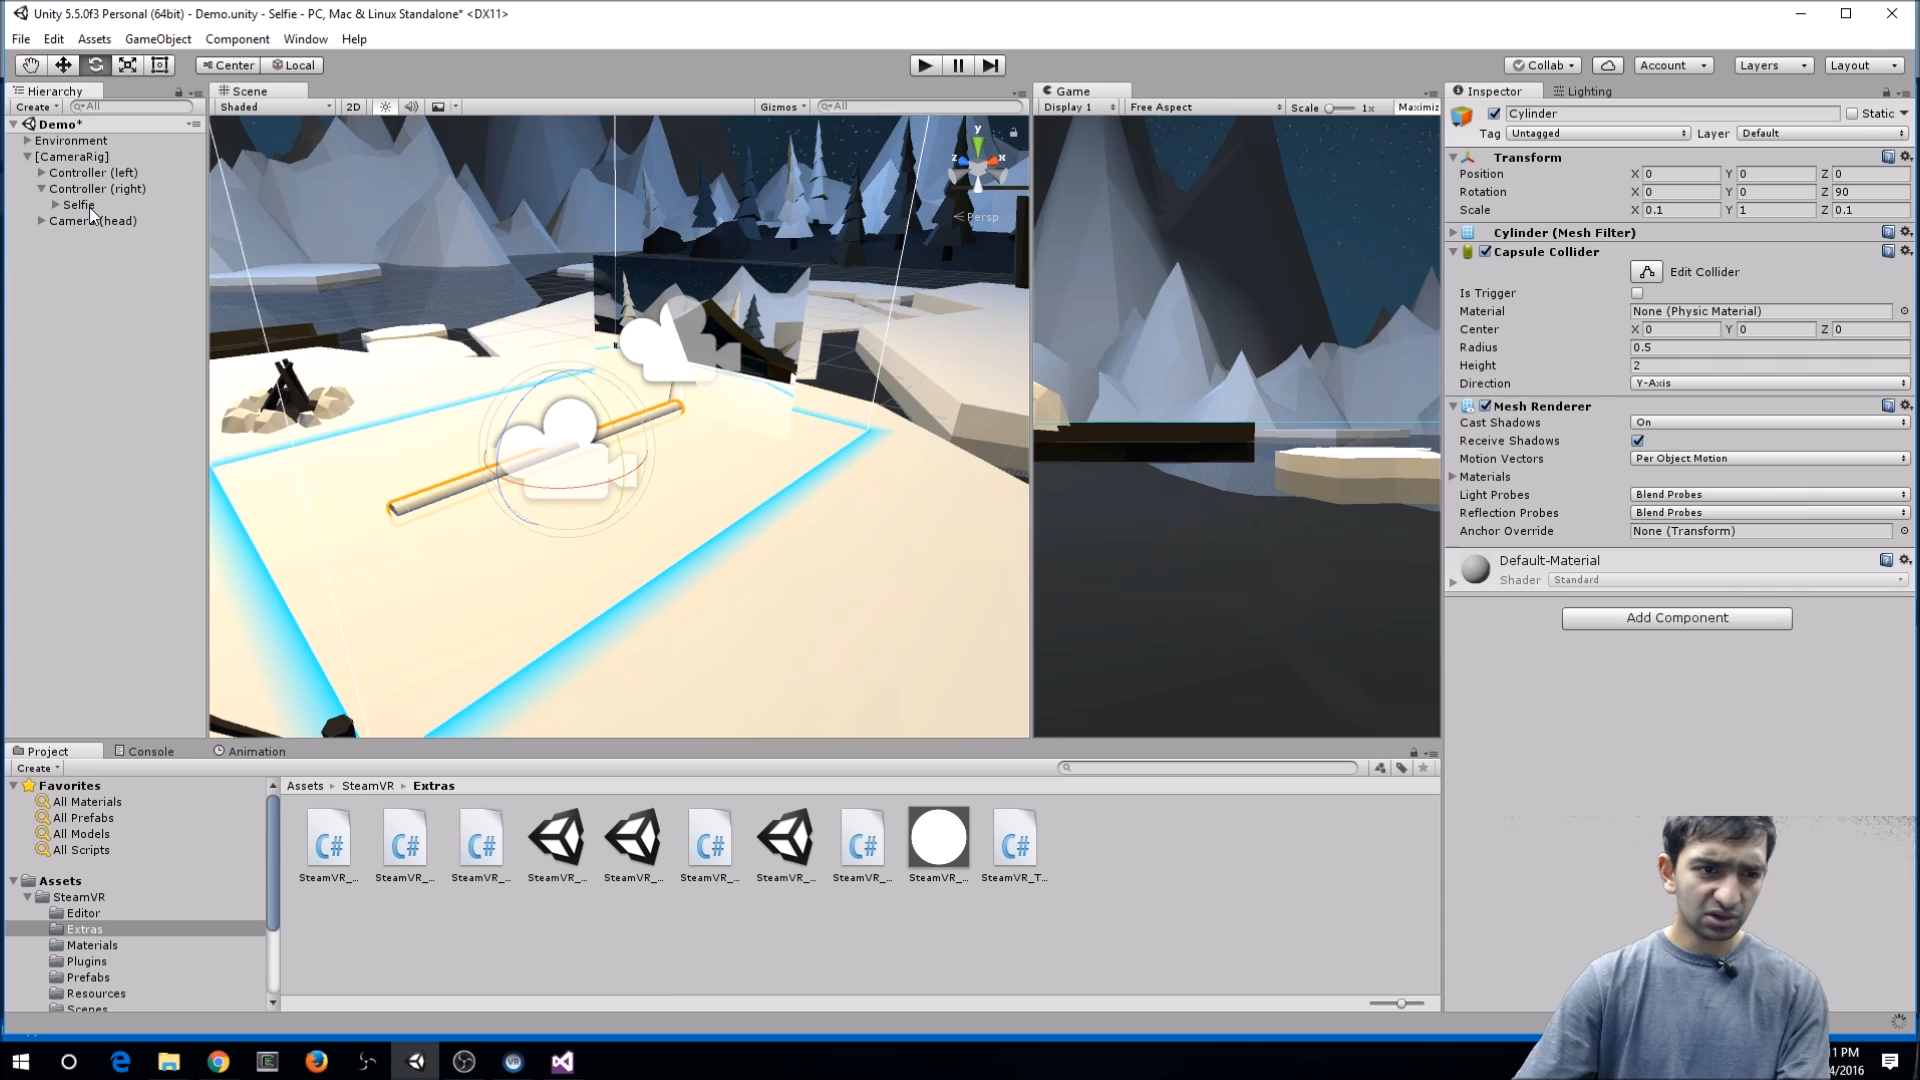 Unity 5.5.0f3 Personal (64bit) - Demo.unity - Selfie - PC, Mac & Linux Standalone* <DX11>
File Edit Assets GameObject Component Window Help
Center Local Collab Account Layers Layout
Hierarchy
Create All
Demo*
Environment
[CameraRig]
Controller (left)
Controller (right)
Selfie
Camera (head)
Scene
Shaded 2D Gizmos All
y
z x
Persp
Game
Display 1 Free Aspect Scale 1x Maximiz
Inspector Lighting
Cylinder Static
Tag Untagged Layer Default
Transform
Position X 0 Y 0 Z 0
Rotation X 0 Y 0 Z 90
Scale X 0.1 Y 1 Z 0.1
Cylinder (Mesh Filter)
Capsule Collider
Edit Collider
Is Trigger
Material None (Physic Material)
Center X 0 Y 0 Z 0
Radius 0.5
Height 2
Direction Y-Axis
Mesh Renderer
Cast Shadows On
Receive Shadows
Motion Vectors Per Object Motion
Materials
Light Probes Blend Probes
Reflection Probes Blend Probes
Anchor Override None (Transform)
Default-Material
Shader Standard
Add Component
Project Console Animation
Create
Favorites
All Materials
All Prefabs
All Models
All Scripts
Assets
SteamVR
Editor
Extras
Materials
Plugins
Prefabs
Resources
Scenes
Assets SteamVR Extras
C# C# C# C# C# C#
SteamVR_... SteamVR_... SteamVR_... SteamVR_... SteamVR_... SteamVR_... SteamVR_... SteamVR_... SteamVR_... SteamVR_T...
1 PM
4/2016